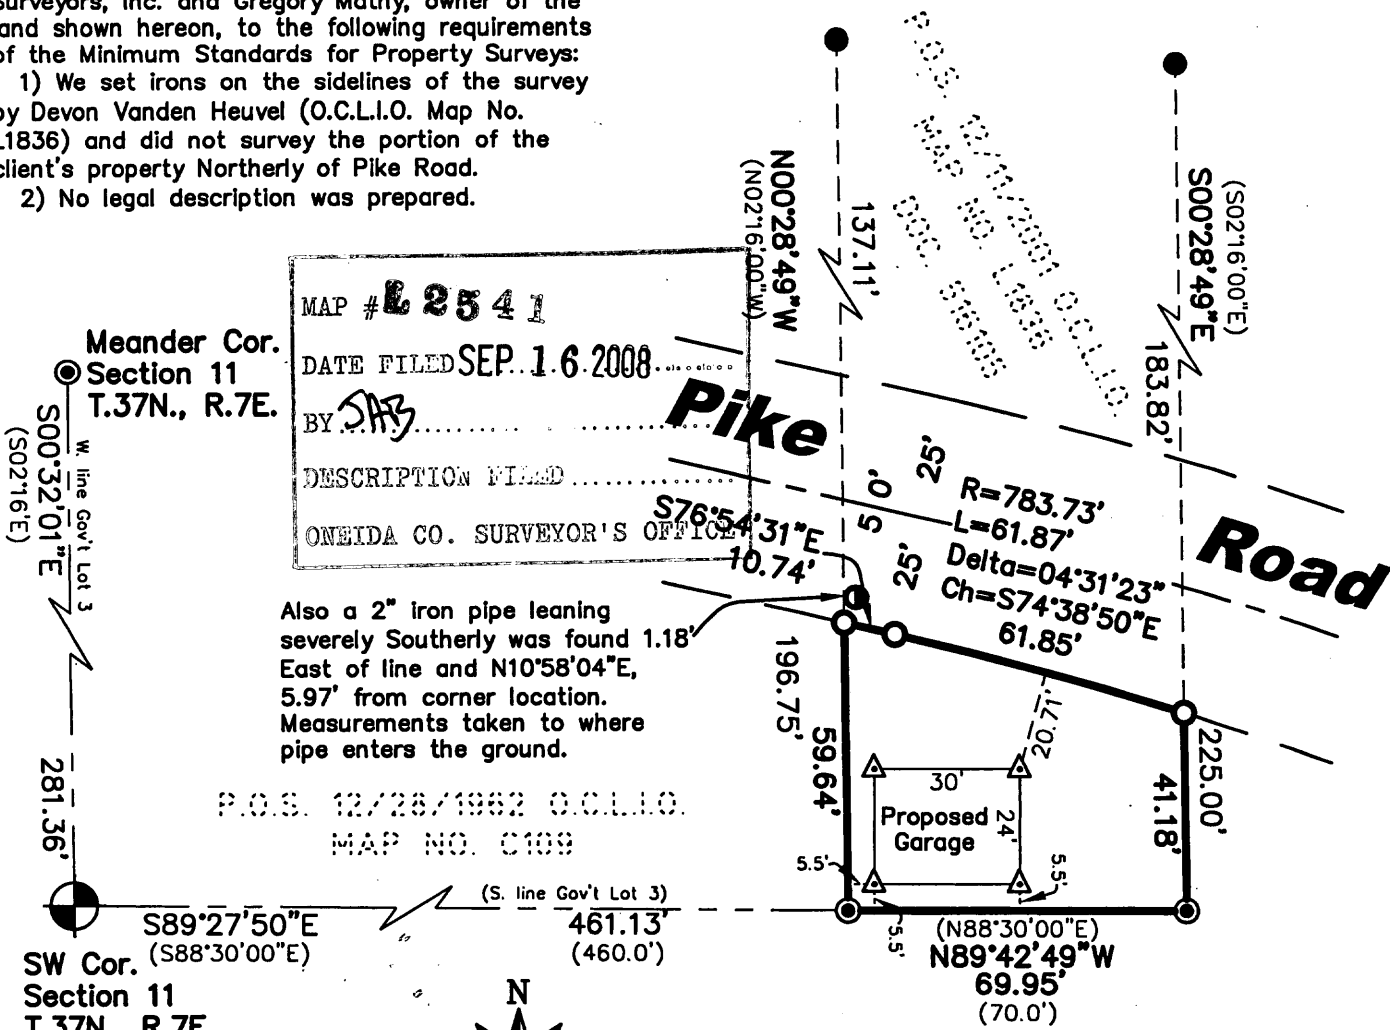 Surveyors, Inc. and Gregory Mathy, owner of the
and shown hereon, to the following requirements
of the Minimum Standards for Property Surveys:
1) We set irons on the sidelines of the survey
by Devon Vanden Heuvel (O.C.L.I.O. Map No.
L1836) and did not survey the portion of the
client's property Northerly of Pike Road.
2) No legal description was prepared.
P.O.S. 12/17/2001 O.C.L.I.O.
MAP NO. L1836
DOC.
N00°28'49"W
(N02°16'00"W)
137.11'
(S02°16'00"E)
S00°28'49"E
183.82'
MAP # L2541
DATE FILED SEP. 16 2008
BY JAB
DESCRIPTION FILED
ONEIDA CO. SURVEYOR'S OFFICE
Meander Cor.
Section 11
T.37N., R.7E.
S00°32'01"E
(S02°16'E)
W. line Gov't Lot 3
281.36'
Pike Road
25'
50'
25'
R=783.73'
L=61.87'
Delta=04°31'23"
Ch=S74°38'50"E
61.85'
S76°54'31"E
10.74'
Also a 2" iron pipe leaning
severely Southerly was found 1.18'
East of line and N10°58'04"E,
5.97' from corner location.
Measurements taken to where
pipe enters the ground.
196.75'
59.64'
20.71'
225.00'
41.18'
30'
24'
Proposed
Garage
5.5'
5.5'
5.5'
P.O.S. 12/28/1962 O.C.L.I.O.
MAP NO. C109
(S. line Gov't Lot 3)
S89°27'50"E
(S88°30'00"E)
461.13'
(460.0')
(N88°30'00"E)
N89°42'49"W
69.95'
(70.0')
SW Cor.
Section 11
T.37N., R.7E.
N